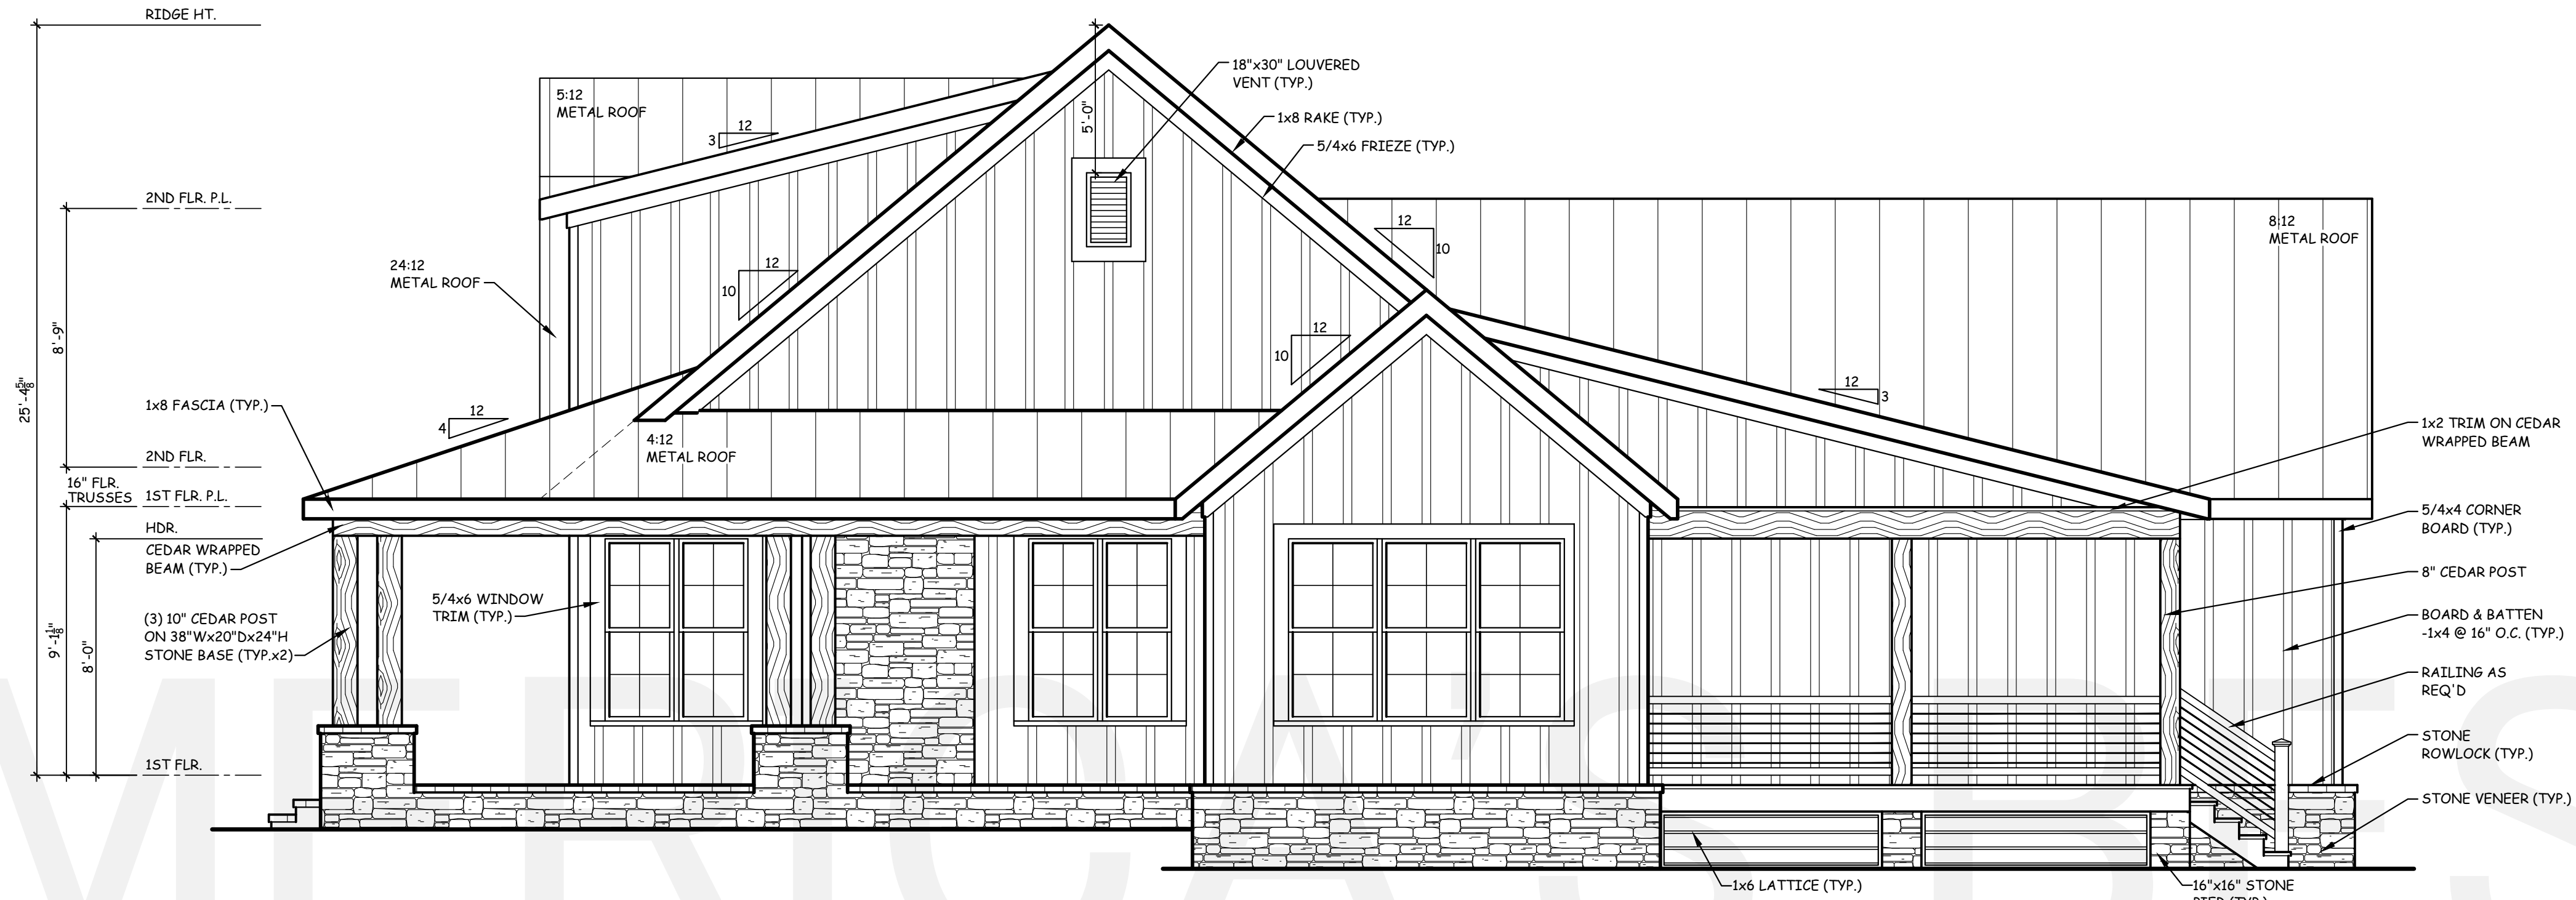 RIDGE HT.
18"x30" LOUVERED
VENT (TYP.)
5:12
METAL ROOF
5'-0"
1x8 RAKE (TYP.)
12
3
5/4x6 FRIEZE (TYP.)
2ND FLR. P.L.
12
10
8:12
METAL ROOF
24:12
METAL ROOF
12
10
8'-9"
12
10
25'-4⅝"
12
3
1x8 FASCIA (TYP.)
12
4
4:12
METAL ROOF
1x2 TRIM ON CEDAR
WRAPPED BEAM
2ND FLR.
16" FLR.
TRUSSES
1ST FLR. P.L.
5/4x4 CORNER
BOARD (TYP.)
HDR.
CEDAR WRAPPED
BEAM (TYP.)
8" CEDAR POST
5/4x6 WINDOW
TRIM (TYP.)
(3) 10" CEDAR POST
ON 38"Wx20"Dx24"H
STONE BASE (TYP.x2)
BOARD & BATTEN
-1x4 @ 16" O.C. (TYP.)
9'-1⅛"
8'-0"
RAILING AS
REQ'D
STONE
ROWLOCK (TYP.)
1ST FLR.
STONE VENEER (TYP.)
1x6 LATTICE (TYP.)
16"x16" STONE
PIER (TYP.)
MERICA'S BES